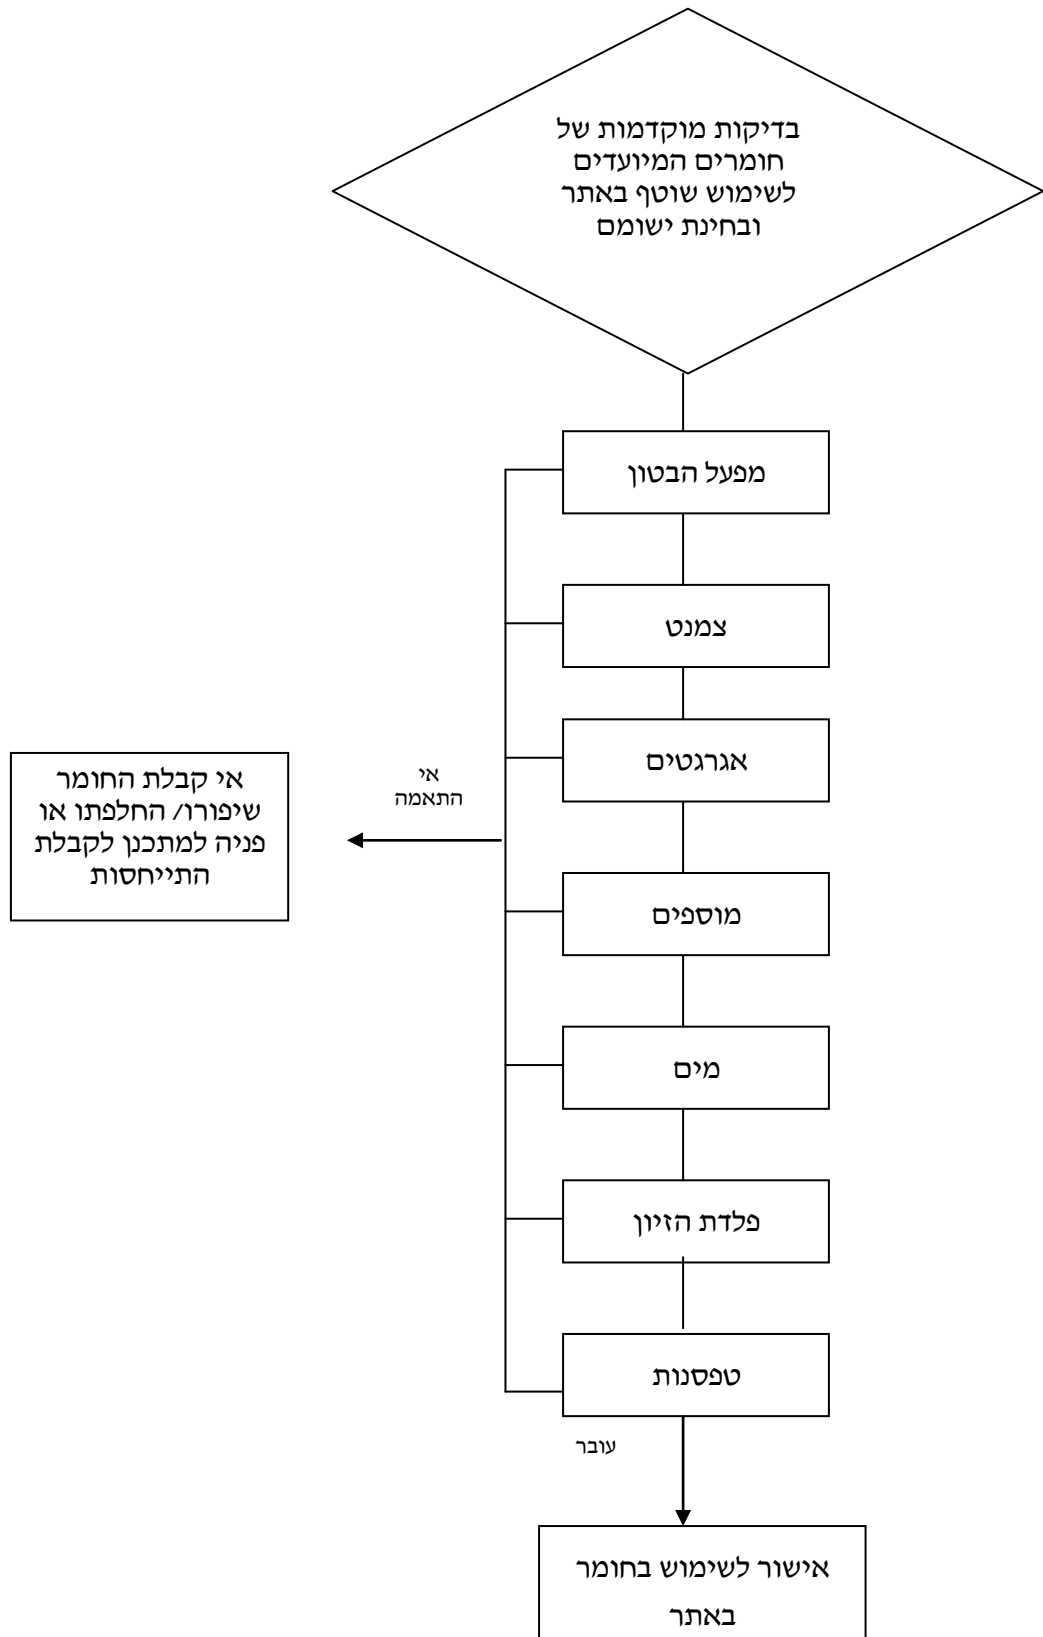 בדיקות מוקדמות של
חומרים המיועדים
לשימוש שוטף באתר
ובחינת ישומם
מפעל הבטון
צמנט
אגרגטים
אי
התאמה
אי קבלת החומר
שיפורו/ החלפתו או
פניה למתכנן לקבלת
התייחסות
מוספים
מים
פלדת הזיון
טפסנות
עובר
אישור לשימוש בחומר
באתר